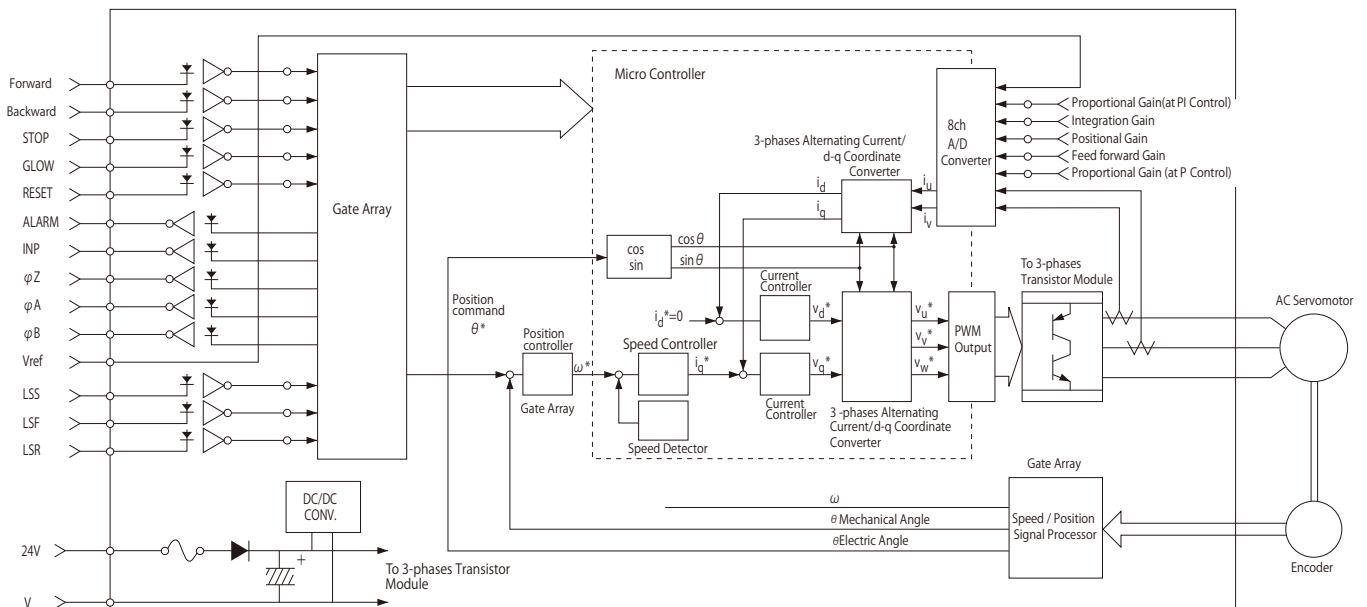 Forward
Backward
STOP
GLOW
RESET
ALARM
INP
φZ
φA
φB
Vref
LSS
LSF
LSR
24V
V
Gate Array
DC/DC
CONV.
+
To 3-phases Transistor
Module
Position
command
θ*
Position
controller
ω*
Gate Array
Micro Controller
3-phases Alternating Current/
d-q Coordinate
Converter
i_d
i_q
i_u
i_v
cos
sin
cos θ
sin θ
i_d*=0
Current
Controller
v_d*
Speed Controller
i_q*
Speed Detector
v_q*
Current
Controller
3 -phases Alternating
Current/d-q Coordinate
Converter
v_u*
v_v*
v_w*
PWM
Output
8ch
A/D
Converter
Proportional Gain(at PI Control)
Integration Gain
Positional Gain
Feed forward Gain
Proportional Gain (at P Control)
To 3-phases
Transistor Module
AC Servomotor
Gate Array
Speed / Position
Signal Processor
ω
θ Mechanical Angle
θElectric Angle
Encoder